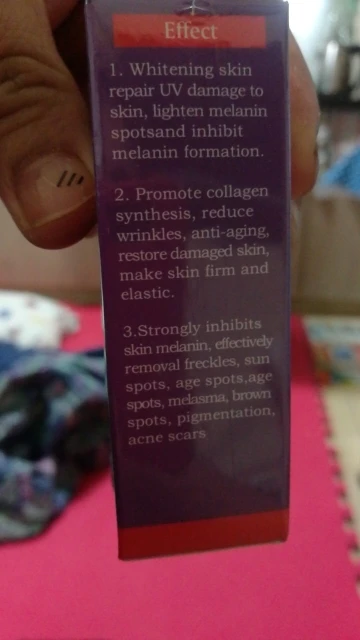 Effect
1. Whitening skin
repair UV damage to
skin, lighten melanin
spotsand inhibit
melanin formation.
2. Promote collagen
synthesis, reduce
wrinkles, anti-aging,
restore damaged skin,
make skin firm and
elastic.
3.Strongly inhibits
skin melanin, effectively
removal freckles, sun
spots, age spots,age
spots, melasma, brown
spots, pigmentation,
acne scars